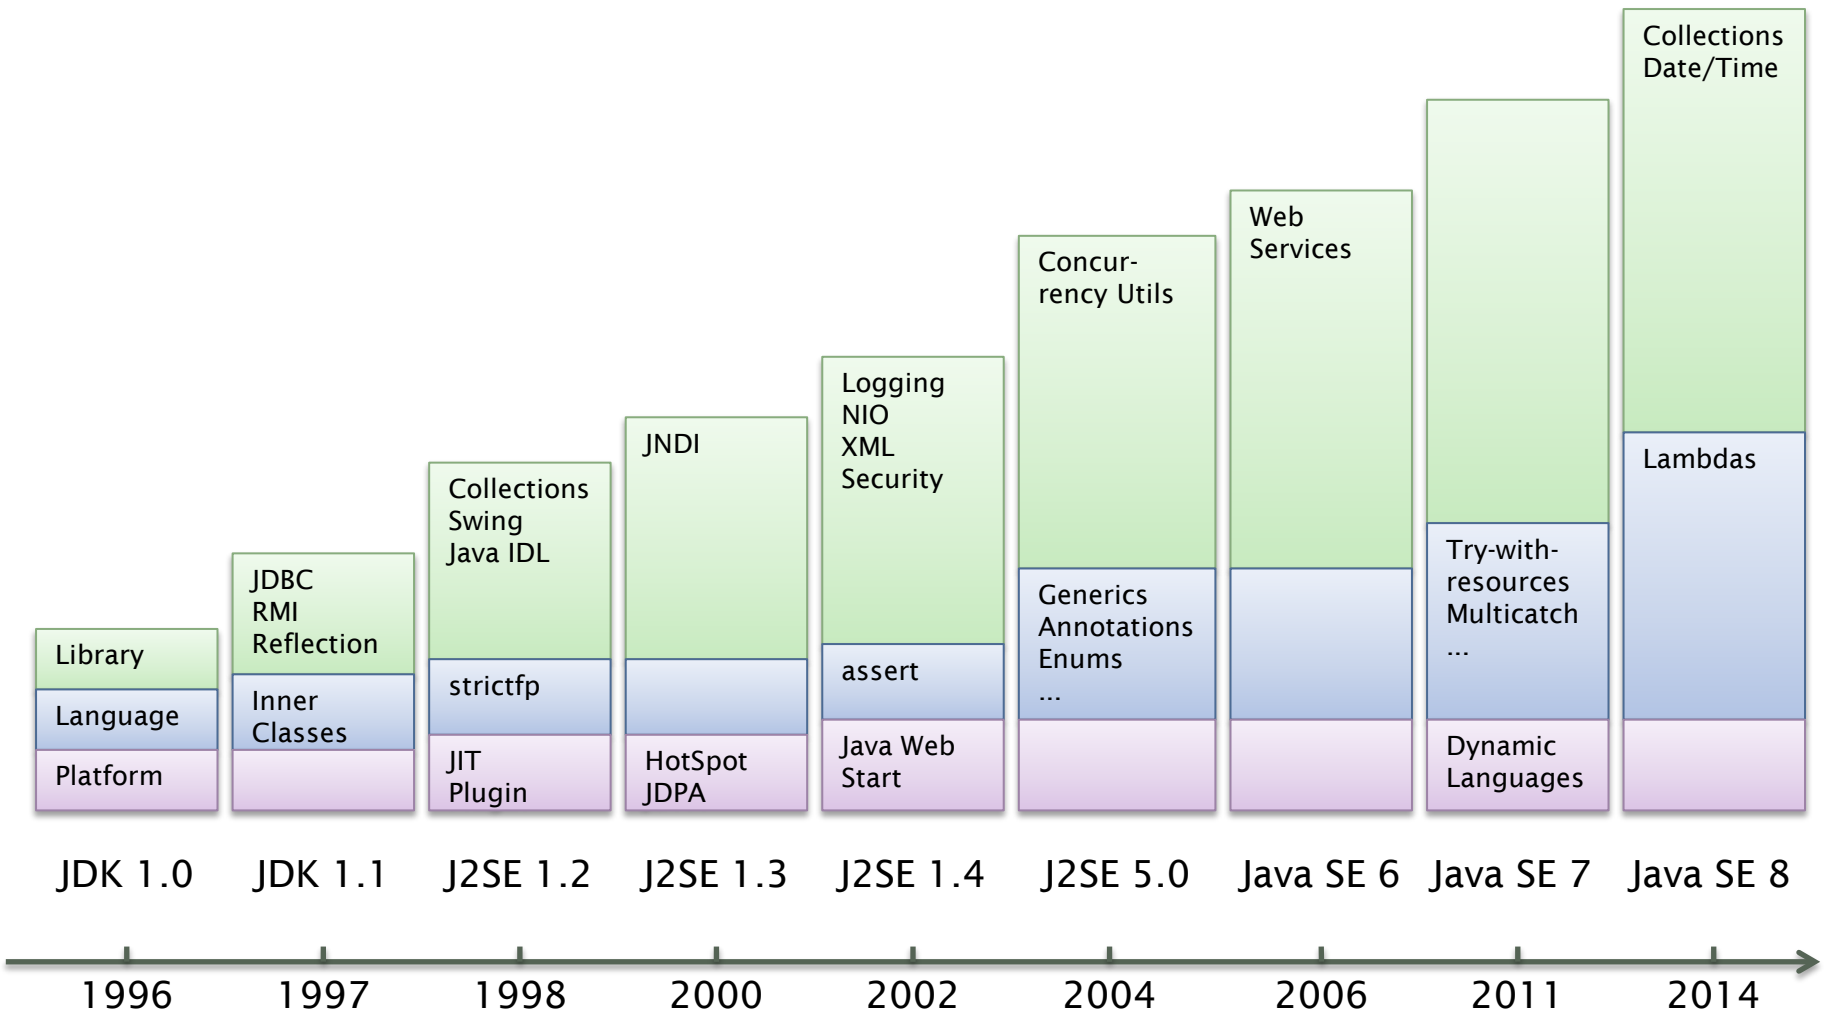 Library
Language
Platform
JDBC
RMI
Reflection
Inner
Classes
Collections
Swing
Java IDL
strictfp
JIT
Plugin
JNDI
HotSpot
JDPA
Logging
NIO
XML
Security
assert
Java Web
Start
Concur-
rency Utils
Generics
Annotations
Enums
...
Web
Services
Try-with-
resources
Multicatch
...
Dynamic
Languages
Collections
Date/Time
Lambdas
JDK 1.0 JDK 1.1 J2SE 1.2 J2SE 1.3 J2SE 1.4 J2SE 5.0 Java SE 6 Java SE 7 Java SE 8
1996 1997 1998 2000 2002 2004 2006 2011 2014